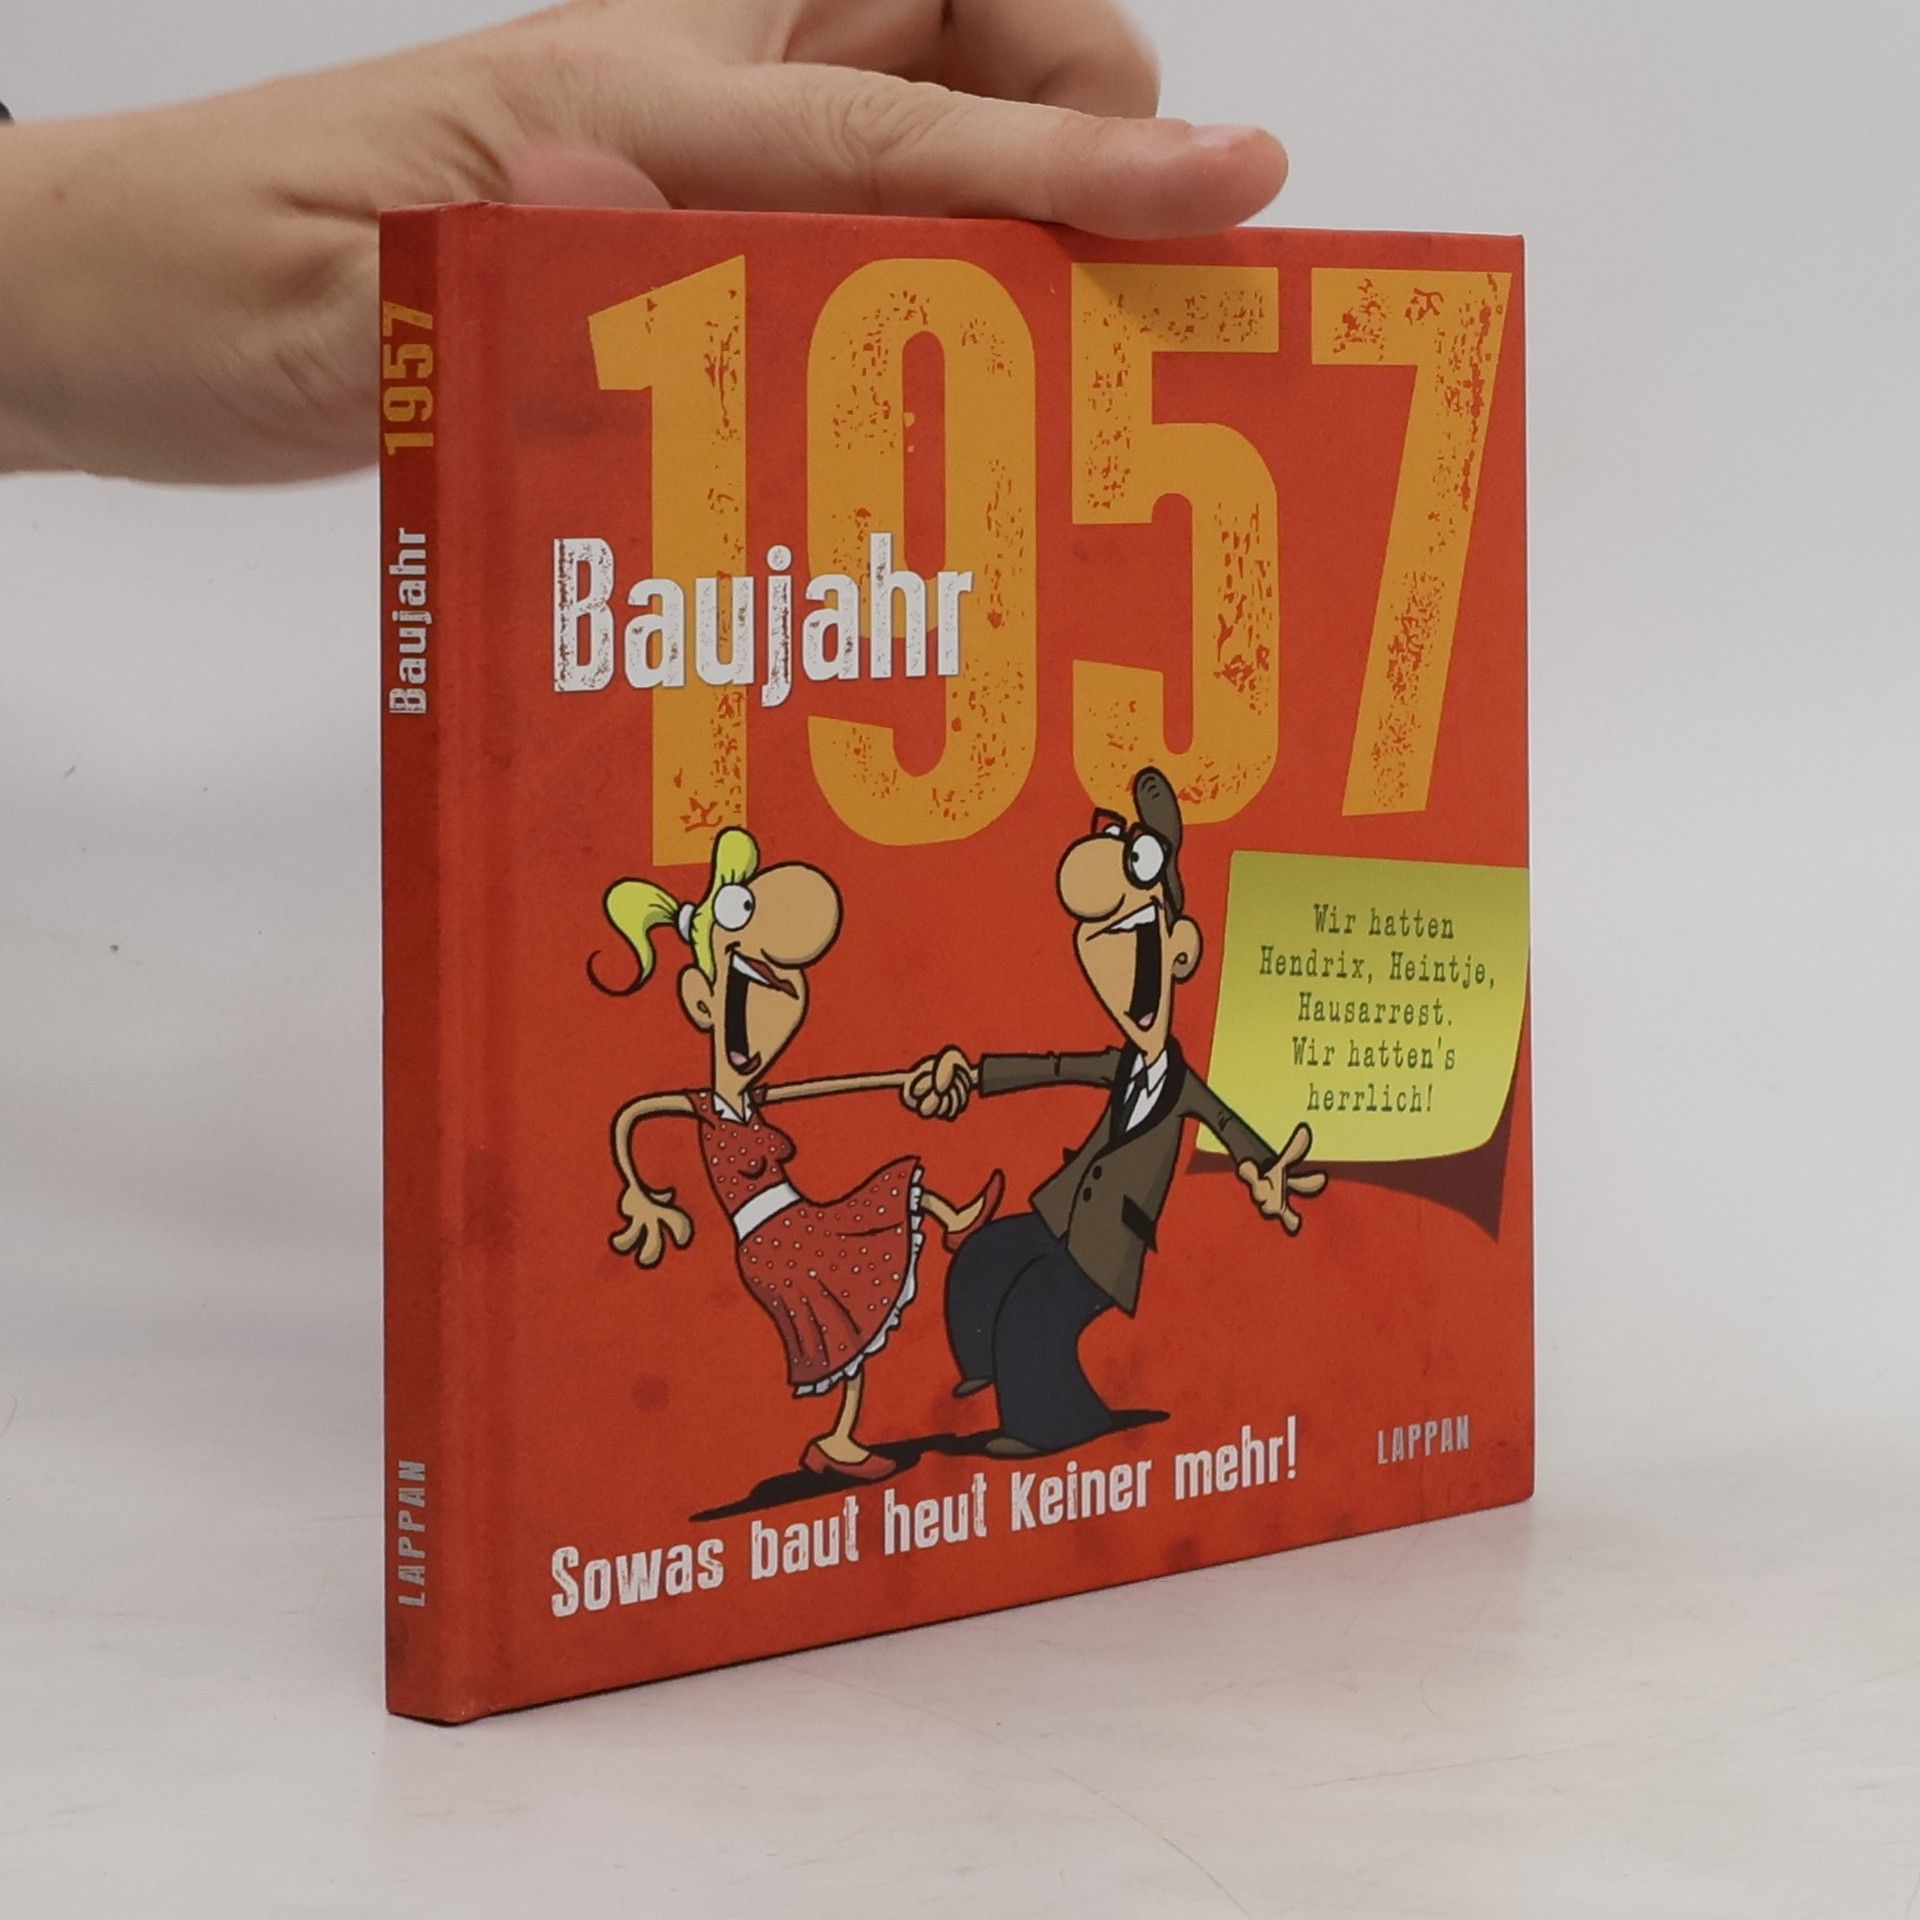 1957
Baujahr
Wir hatten
Hendrix, Heintje,
Hausarrest.
Wir hatten's
herrlich!
Sowas baut heut Keiner mehr!
LAPPAN
Baujahr 1957
LAPPAN